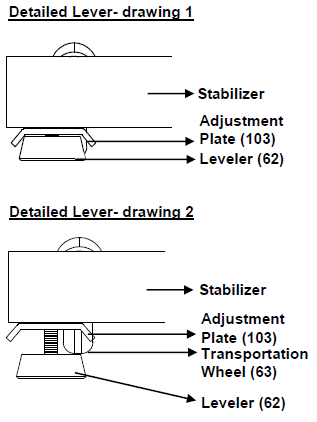 Detailed Lever- drawing 1
Stabilizer
Adjustment
Plate (103)
Leveler (62)
Detailed Lever- drawing 2
Stabilizer
Adjustment
Plate (103)
Transportation
Wheel (63)
Leveler (62)